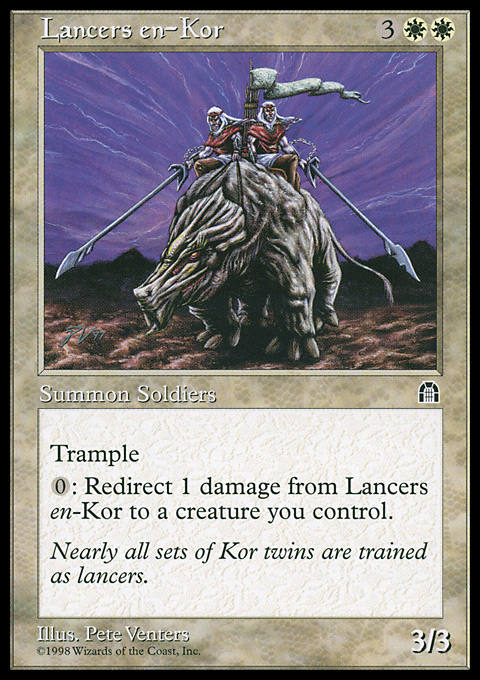 Lancers en-Kor 3
Summon Soldiers
Trample
0: Redirect 1 damage from Lancers
en-Kor to a creature you control.
Nearly all sets of Kor twins are trained
as lancers.
Illus. Pete Venters
3/3
©1998 Wizards of the Coast, Inc.